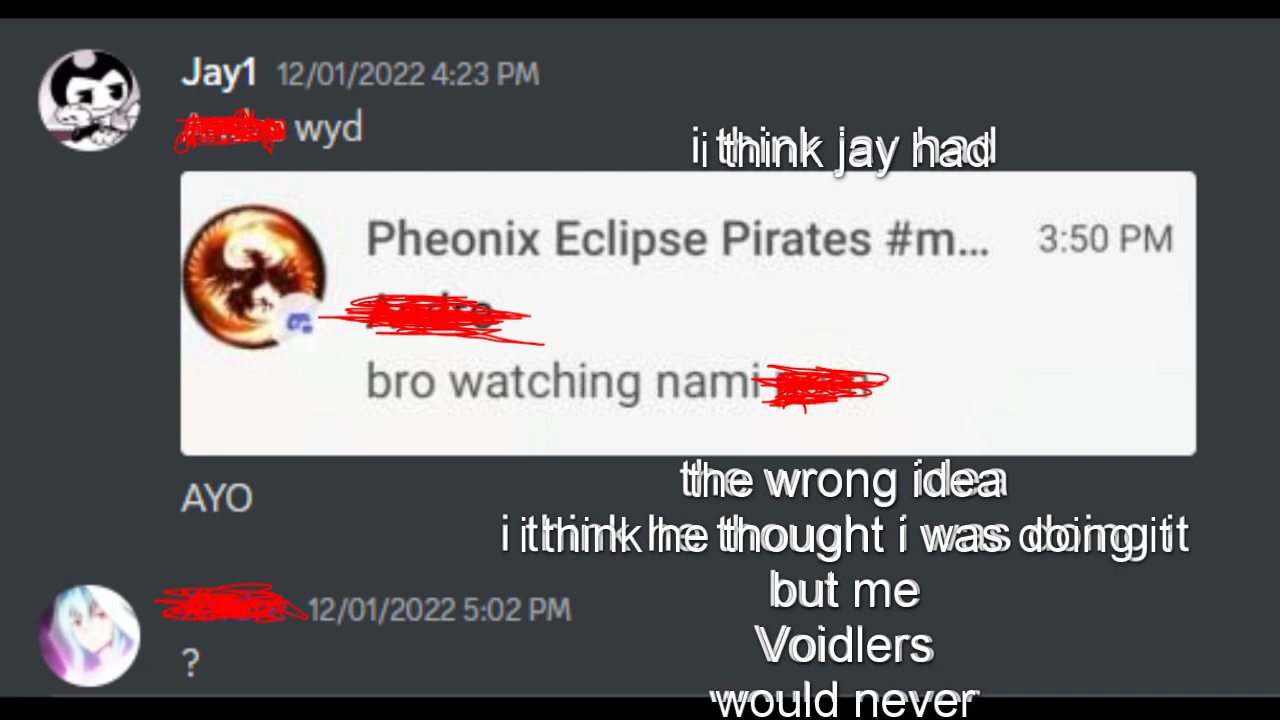 Jay1 12/01/2022 4:23 PM
wyd
i think jay had
Pheonix Eclipse Pirates #m... 3:50 PM
bro watching nami
the wrong idea
AYO
i think he thought i was doing it
but me
12/01/2022 5:02 PM
Voidlers
?
would never